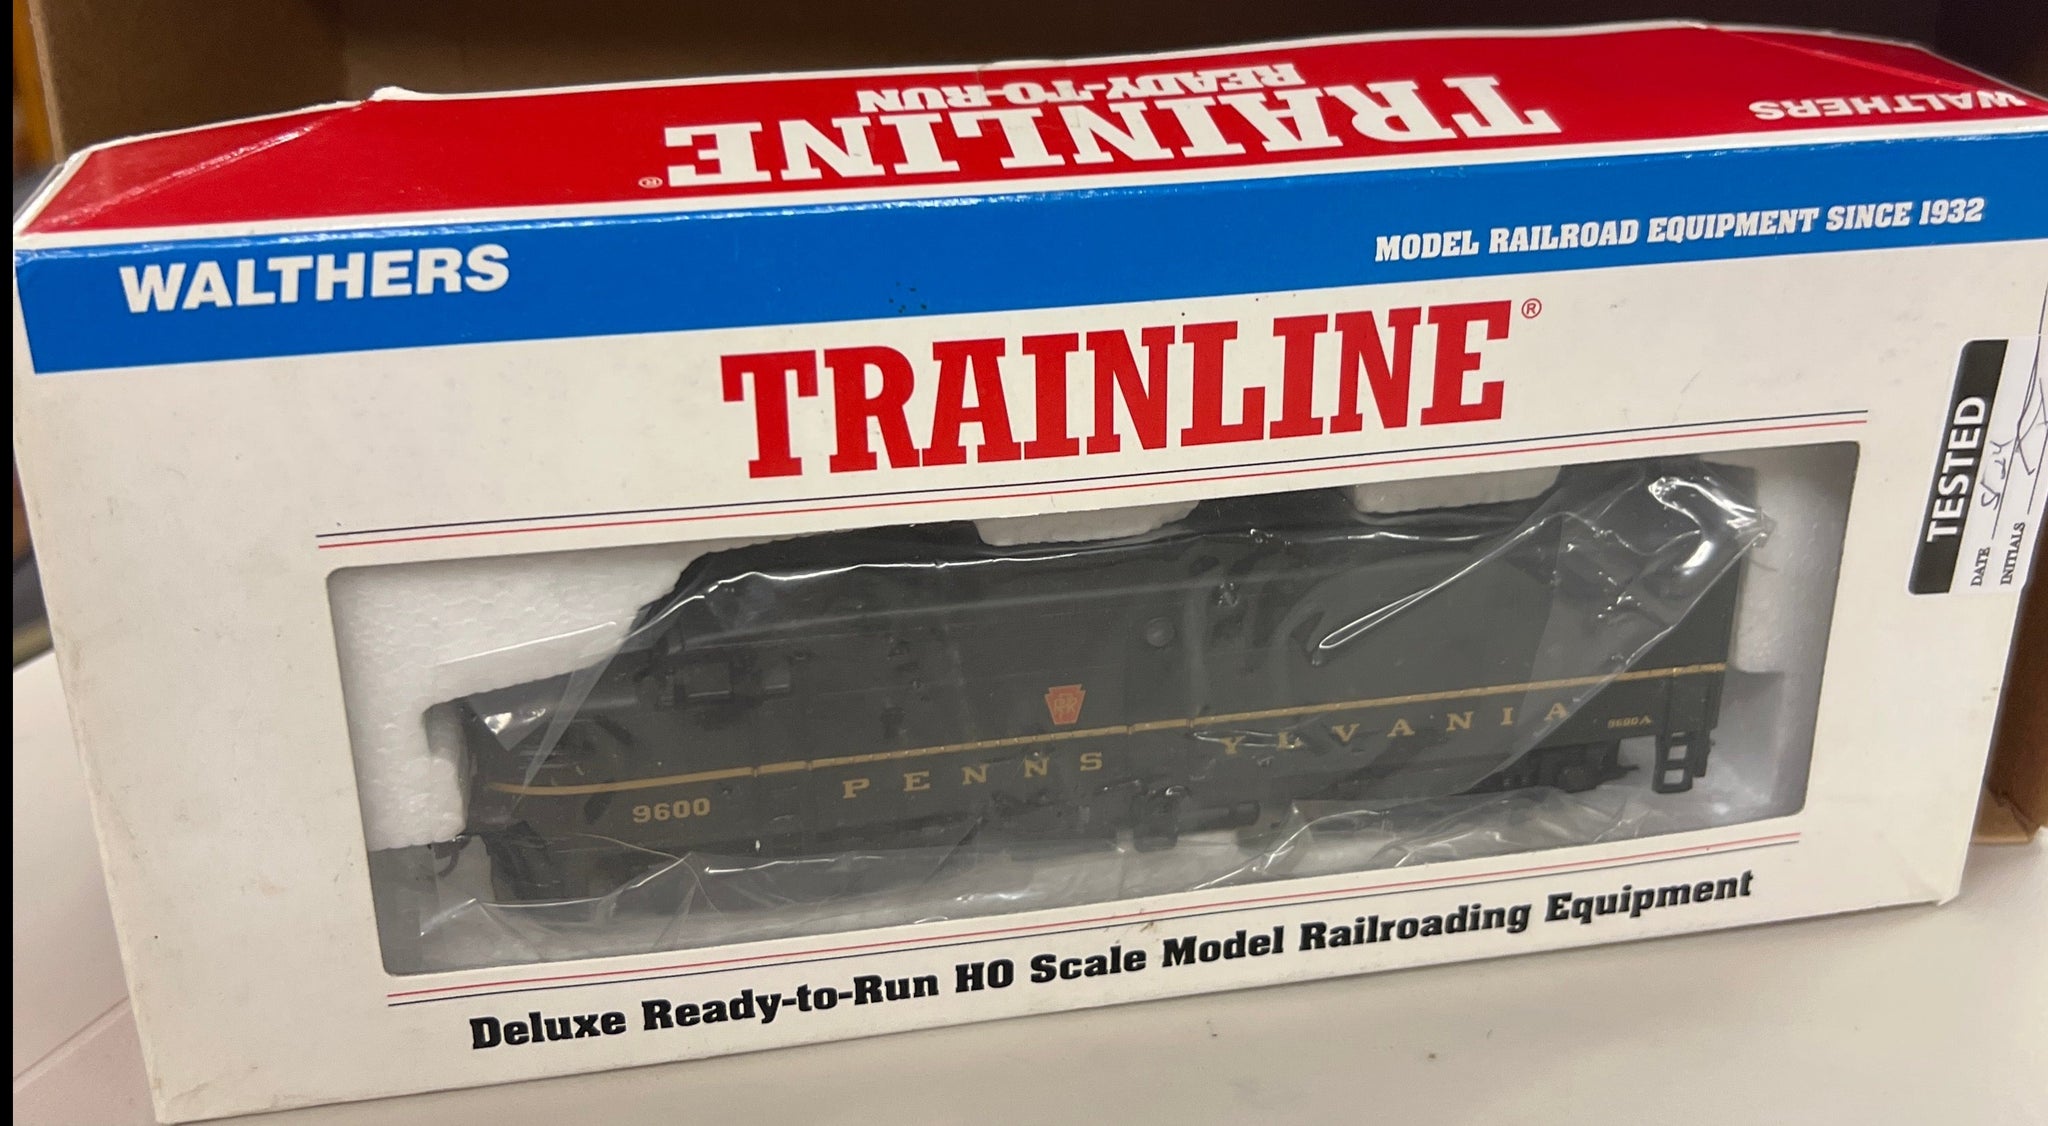 TRAINLINE®
READY-TO-RUN
WALTHERS
WALTHERS
MODEL RAILROAD EQUIPMENT SINCE 1932
TRAINLINE®
TESTED
DATE
INITIALS
PRR
9600
PENNSYLVANIA
9600A
Deluxe Ready-to-Run HO Scale Model Railroading Equipment